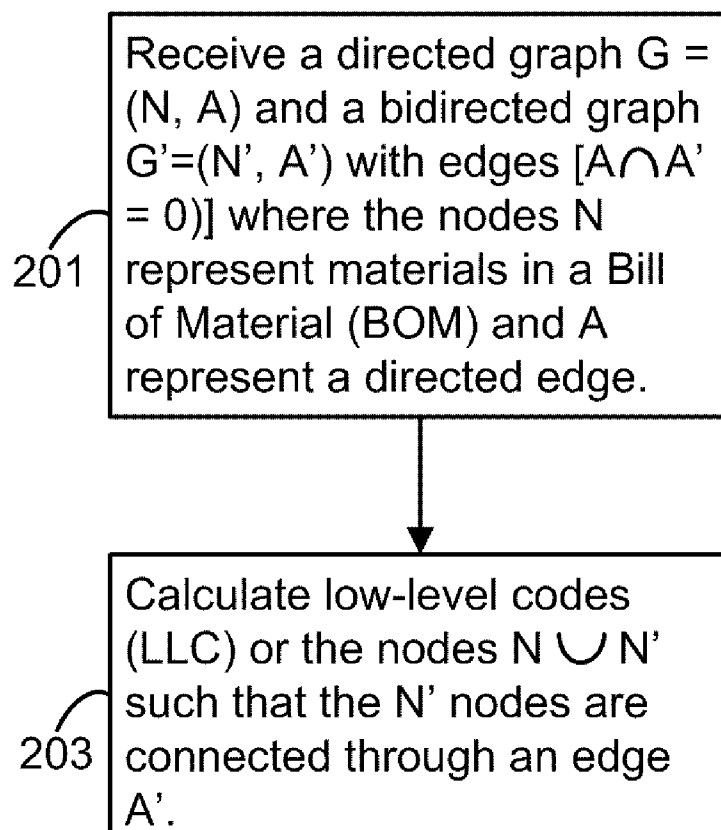 Receive a directed graph G =
(N, A) and a bidirected graph
G’=(N’, A’) with edges [A∩A’
= 0)] where the nodes N
represent materials in a Bill
of Material (BOM) and A
represent a directed edge.
201
Calculate low-level codes
(LLC) or the nodes N ∪ N’
such that the N’ nodes are
connected through an edge
A’.
203